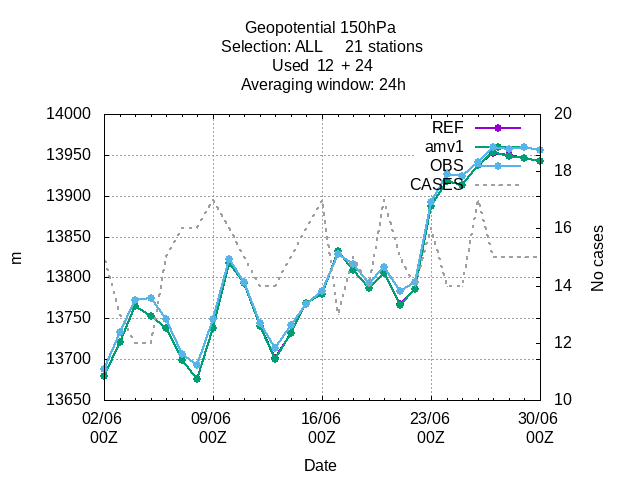 Geopotential 150hPa
Selection: ALL 21 stations
Used 12 + 24
Averaging window: 24h
14000
13950
13900
13850
13800
13750
13700
13650
m
20
18
16
14
12
10
No cases
REF
amv1
OBS
CASES
02/06 09/06 16/06 23/06 30/06
00Z 00Z 00Z 00Z 00Z
Date